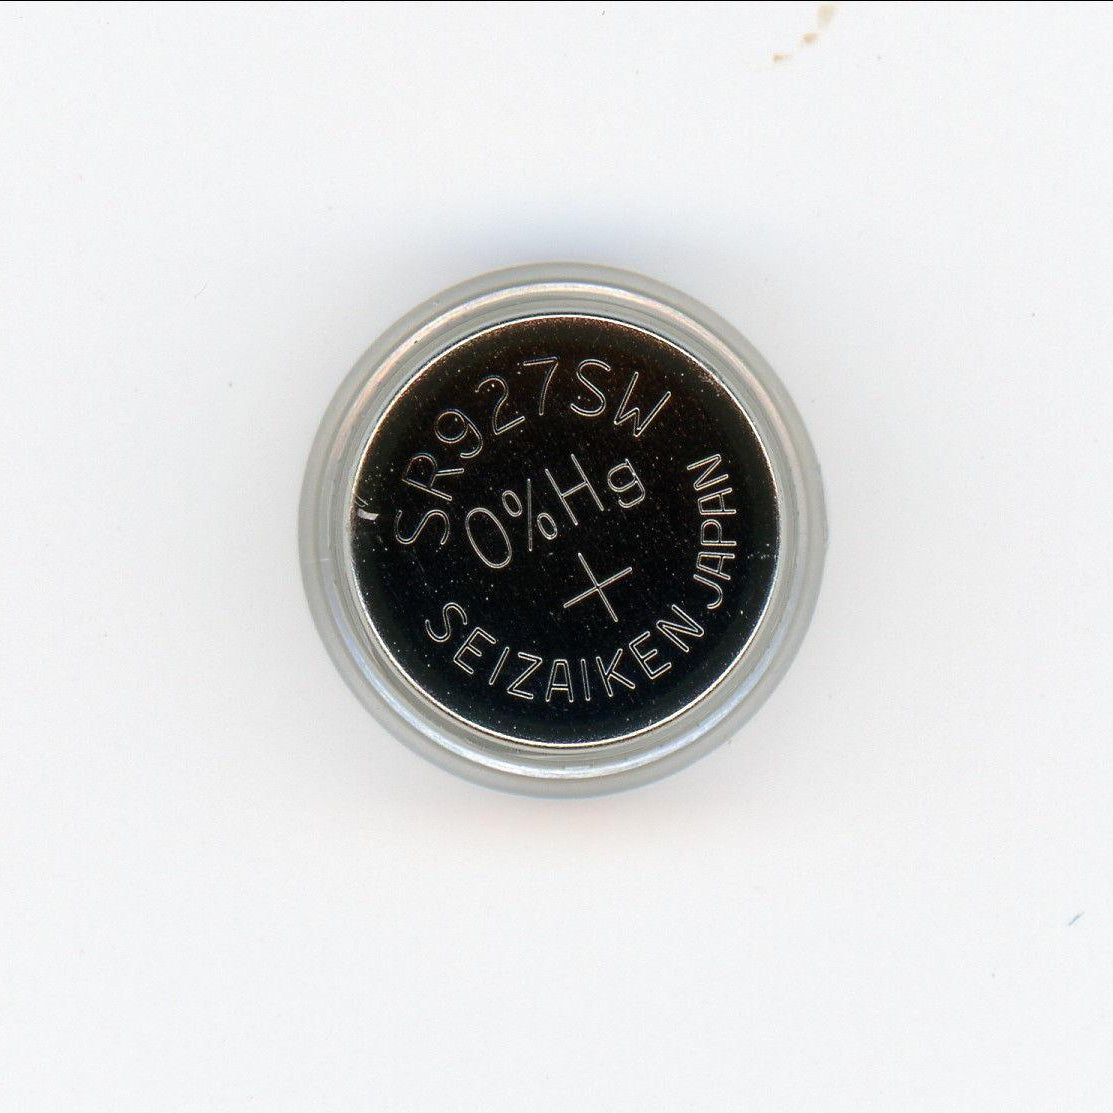 SR927SW
0%Hg
+
SEIZAIKEN JAPAN